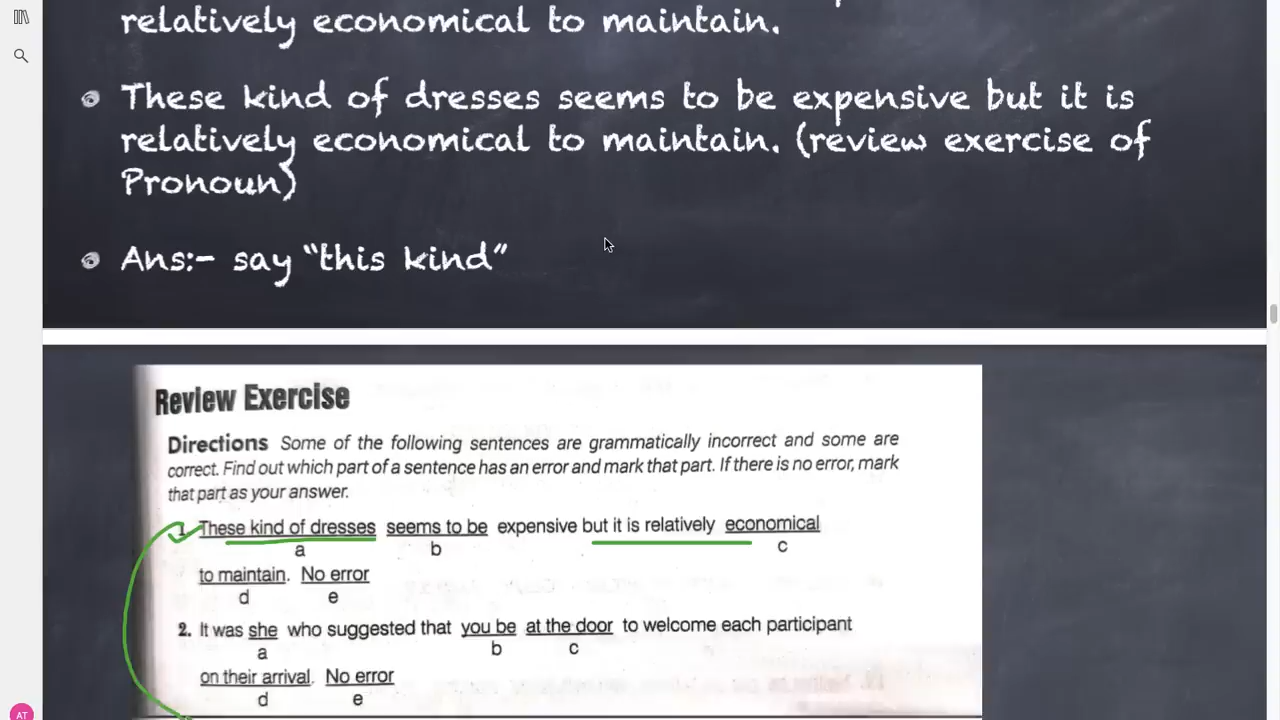 relatively economical to maintain.
These kind of dresses seems to be expensive but it is
relatively economical to maintain. (review exercise of
Pronoun)
Ans:- say “this kind”
Review Exercise
Directions Some of the following sentences are grammatically incorrect and some are
correct. Find out which part of a sentence has an error and mark that part. If there is no error, mark
that part as your answer.
1. These kind of dresses seems to be expensive but it is relatively economical
a b c
to maintain. No error
d e
2. It was she who suggested that you be at the door to welcome each participant
a b c
on their arrival. No error
d e
AT